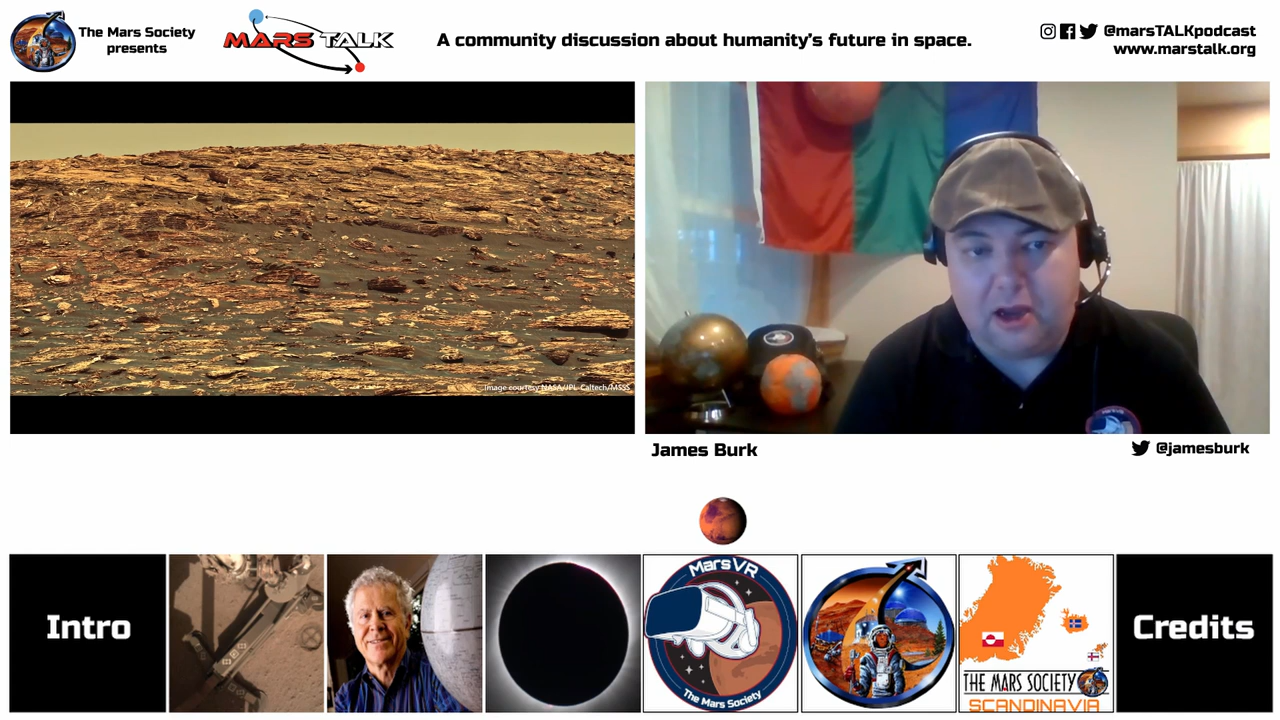 The Mars Society
presents
MARS TALK
A community discussion about humanity's future in space.
@marsTALKpodcast
www.marstalk.org
Image courtesy NASA/JPL-Caltech/MSSS
James Burk
@jamesburk
Intro
MarsVR
The Mars Society
THE MARS SOCIETY
SCANDINAVIA
Credits